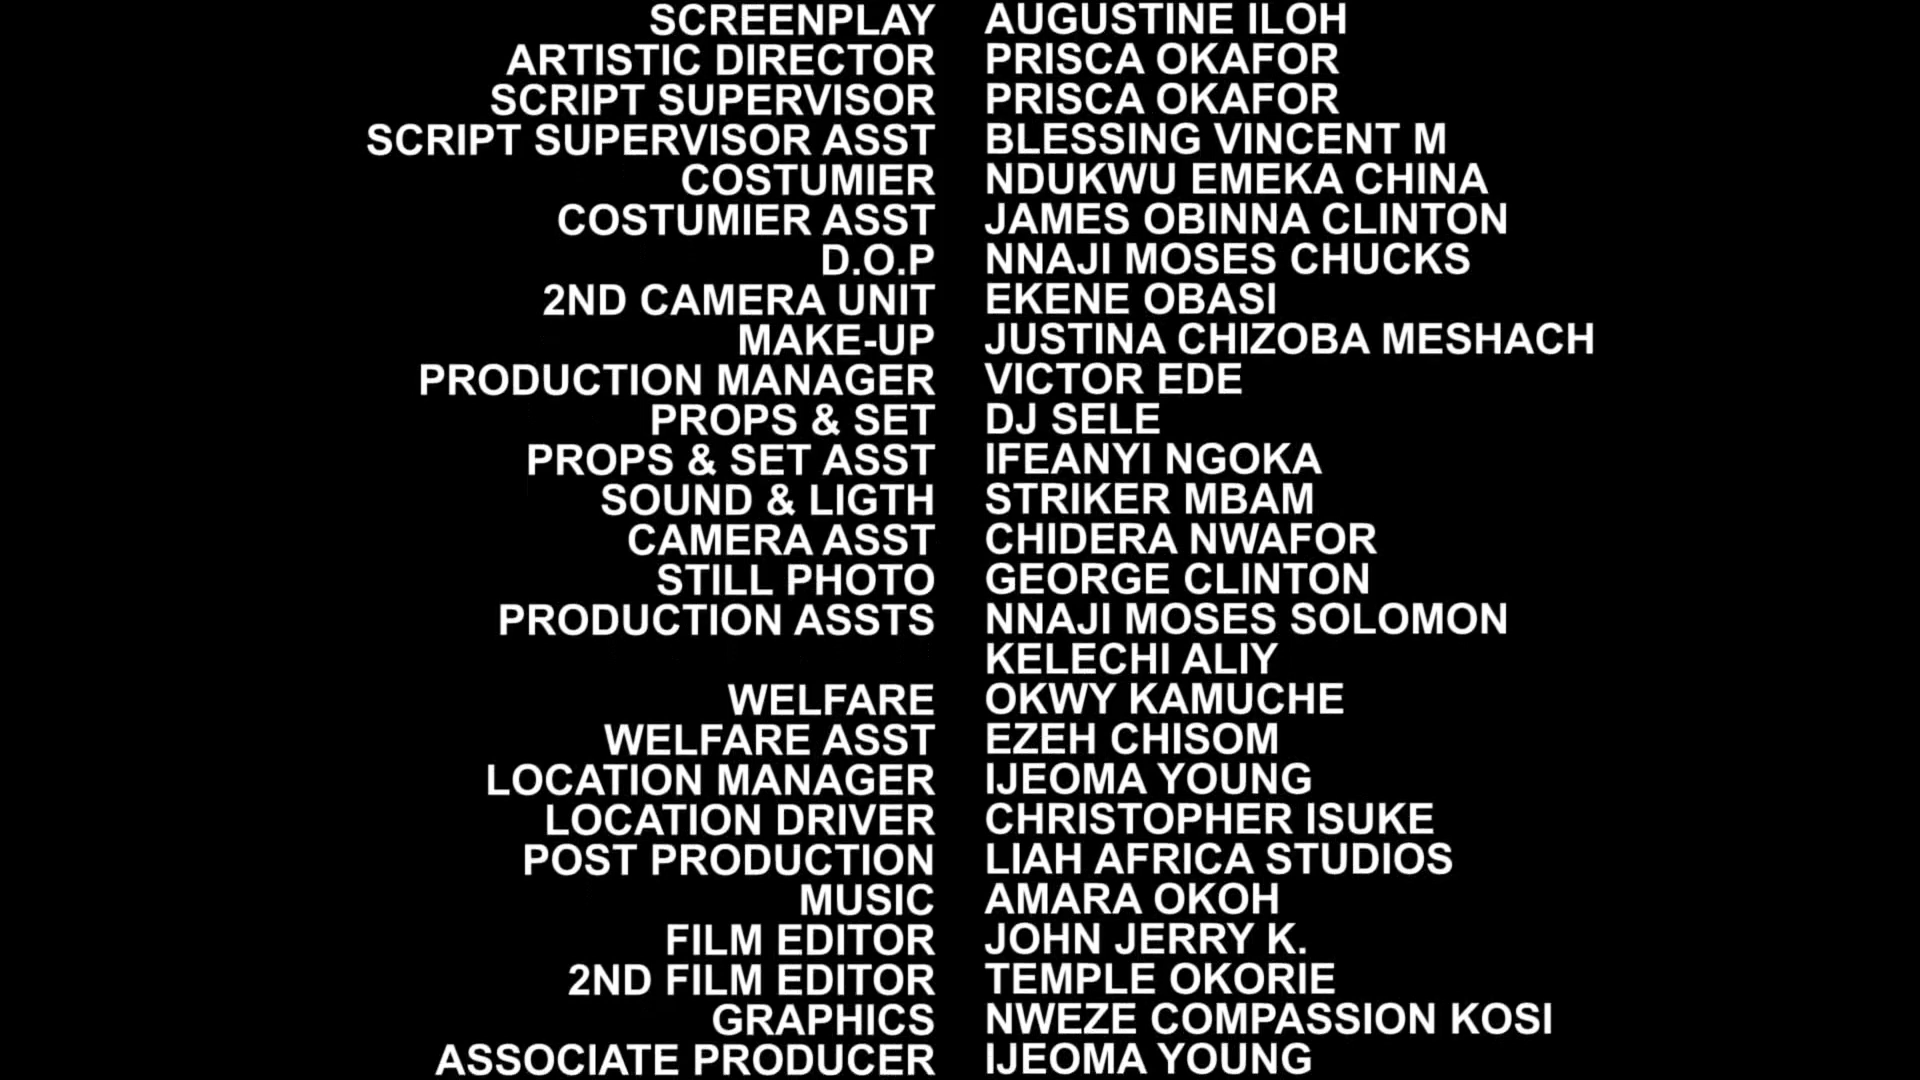 SCREENPLAY AUGUSTINE ILOH
ARTISTIC DIRECTOR PRISCA OKAFOR
SCRIPT SUPERVISOR PRISCA OKAFOR
SCRIPT SUPERVISOR ASST BLESSING VINCENT M
COSTUMIER NDUKWU EMEKA CHINA
COSTUMIER ASST JAMES OBINNA CLINTON
D.O.P NNAJI MOSES CHUCKS
2ND CAMERA UNIT EKENE OBASI
MAKE-UP JUSTINA CHIZOBA MESHACH
PRODUCTION MANAGER VICTOR EDE
PROPS & SET DJ SELE
PROPS & SET ASST IFEANYI NGOKA
SOUND & LIGTH STRIKER MBAM
CAMERA ASST CHIDERA NWAFOR
STILL PHOTO GEORGE CLINTON
PRODUCTION ASSTS NNAJI MOSES SOLOMON
KELECHI ALIY
WELFARE OKWY KAMUCHE
WELFARE ASST EZEH CHISOM
LOCATION MANAGER IJEOMA YOUNG
LOCATION DRIVER CHRISTOPHER ISUKE
POST PRODUCTION LIAH AFRICA STUDIOS
MUSIC AMARA OKOH
FILM EDITOR JOHN JERRY K.
2ND FILM EDITOR TEMPLE OKORIE
GRAPHICS NWEZE COMPASSION KOSI
ASSOCIATE PRODUCER IJEOMA YOUNG